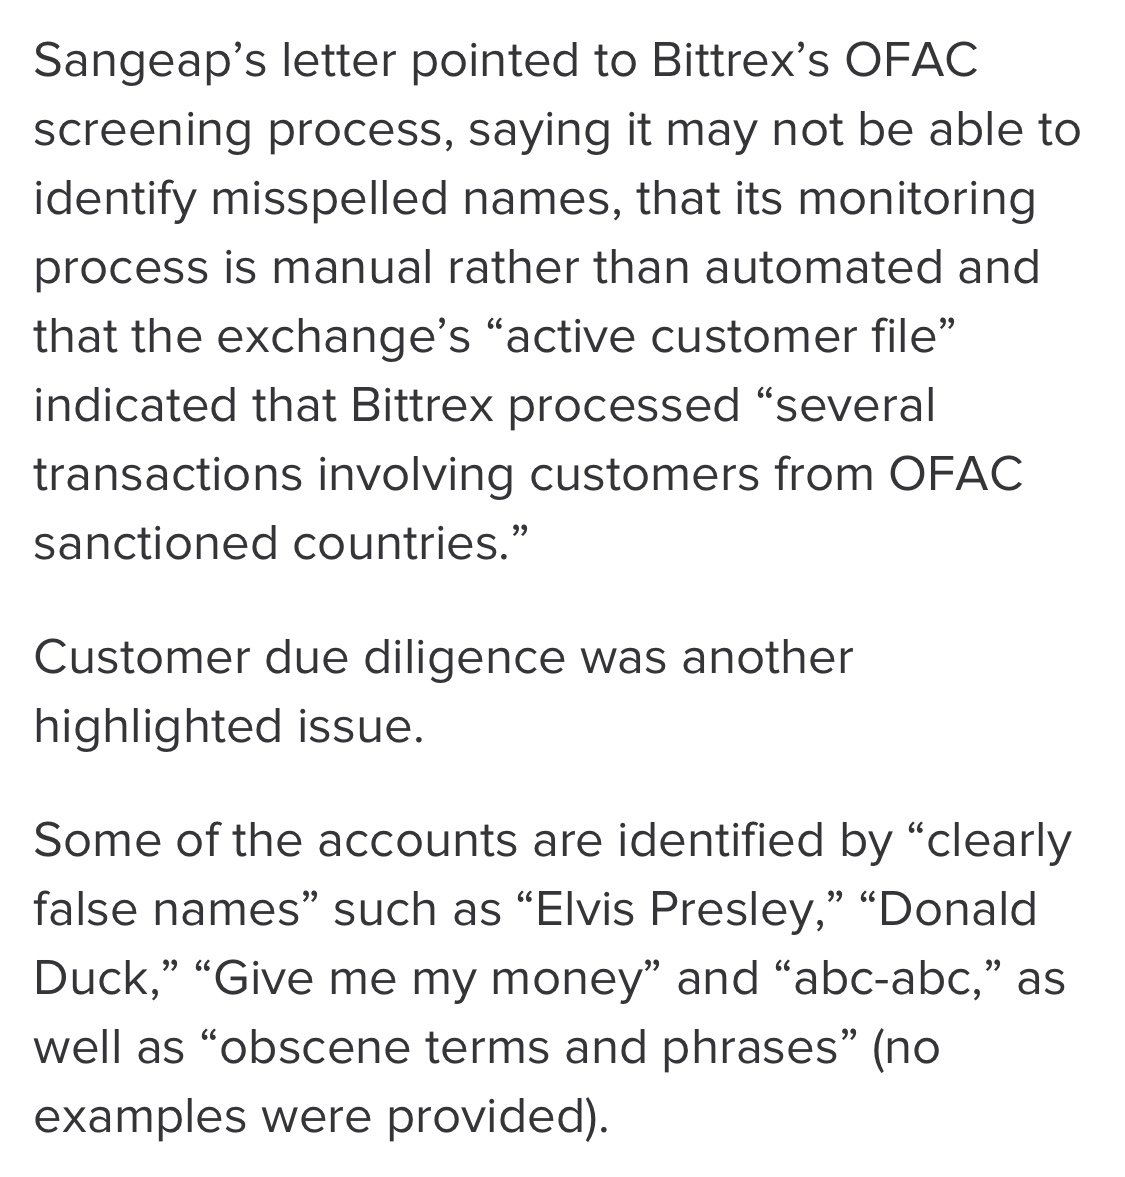 Sangeap’s letter pointed to Bittrex’s OFAC
screening process, saying it may not be able to
identify misspelled names, that its monitoring
process is manual rather than automated and
that the exchange’s “active customer file”
indicated that Bittrex processed “several
transactions involving customers from OFAC
sanctioned countries.”
Customer due diligence was another
highlighted issue.
Some of the accounts are identified by “clearly
false names” such as “Elvis Presley,” “Donald
Duck,” “Give me my money” and “abc-abc,” as
well as “obscene terms and phrases” (no
examples were provided).